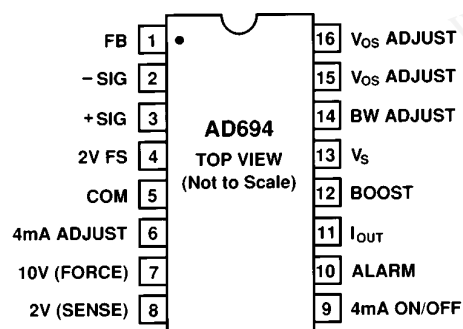 FB 1
−SIG 2
+SIG 3
2V FS 4
COM 5
4mA ADJUST 6
10V (FORCE) 7
2V (SENSE) 8
AD694
TOP VIEW
(Not to Scale)
16 VOS ADJUST
15 VOS ADJUST
14 BW ADJUST
13 VS
12 BOOST
11 IOUT
10 ALARM
9 4mA ON/OFF